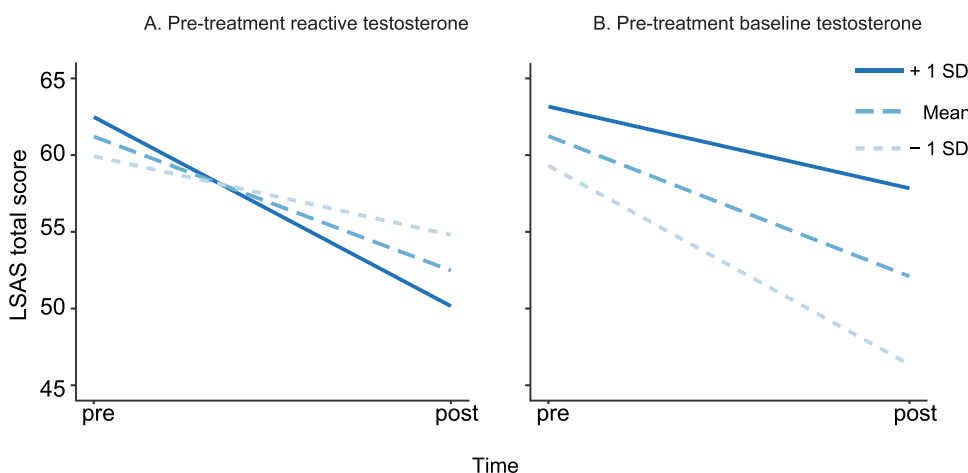 A. Pre-treatment reactive testosterone
B. Pre-treatment baseline testosterone
LSAS total score
65
60
55
50
45
pre
post
pre
post
+ 1 SD
Mean
− 1 SD
Time